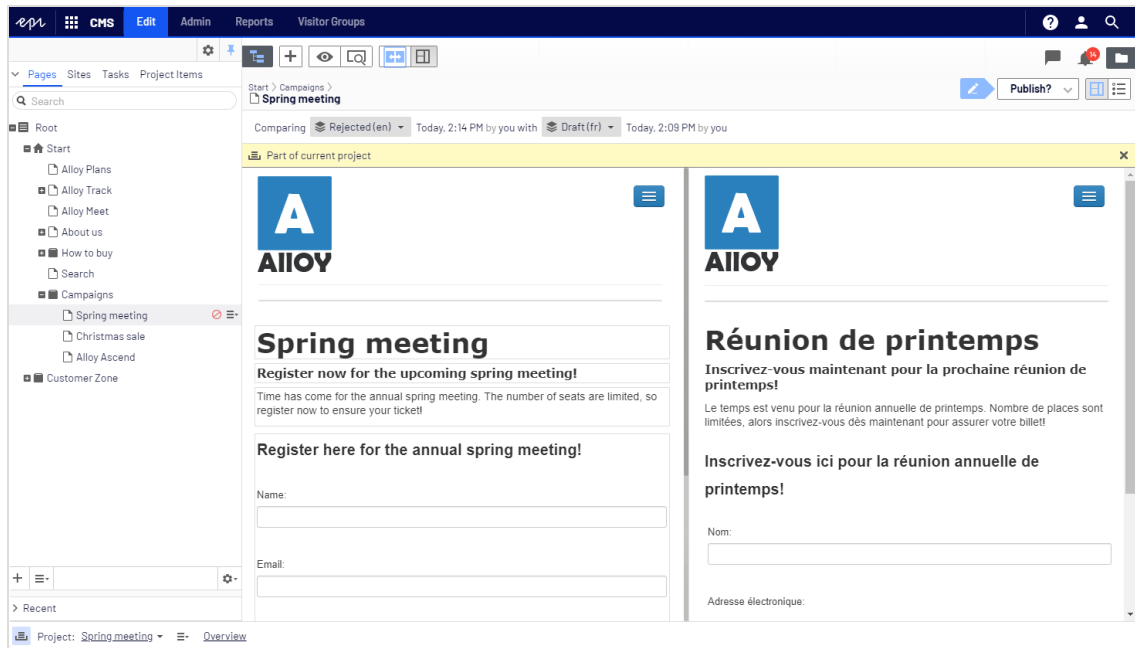 epi CMS Edit Admin Reports Visitor Groups
14
Pages Sites Tasks Project Items
Search
Root
Start
Alloy Plans
Alloy Track
Alloy Meet
About us
How to buy
Search
Campaigns
Spring meeting
Christmas sale
Alloy Ascend
Customer Zone
Recent
Start > Campaigns >
Spring meeting
Publish?
Comparing Rejected (en) Today, 2:14 PM by you with Draft (fr) Today, 2:09 PM by you
Part of current project
A
Alloy
Spring meeting
Register now for the upcoming spring meeting!
Time has come for the annual spring meeting. The number of seats are limited, so
register now to ensure your ticket!
Register here for the annual spring meeting!
Name:
Email:
A
Alloy
Réunion de printemps
Inscrivez-vous maintenant pour la prochaine réunion de
printemps!
Le temps est venu pour la réunion annuelle de printemps. Nombre de places sont
limitées, alors inscrivez-vous dès maintenant pour assurer votre billet!
Inscrivez-vous ici pour la réunion annuelle de
printemps!
Nom:
Adresse électronique:
Project: Spring meeting Overview